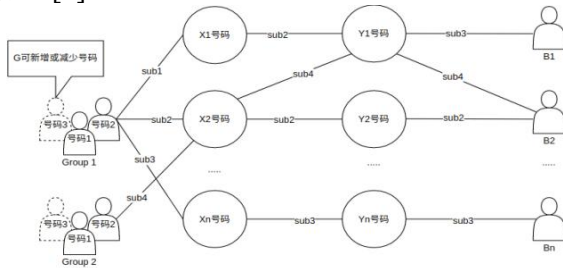 X1号码
sub2
Y1号码
sub3
B1
G可新增或减少号码
sub1
sub4
sub4
号码3
号码1
号码2
Group 1
sub2
X2号码
sub2
Y2号码
sub2
B2
sub3
.....
.....
.....
sub4
号码3
号码1
号码2
Group 2
Xn号码
sub3
Yn号码
sub3
Bn